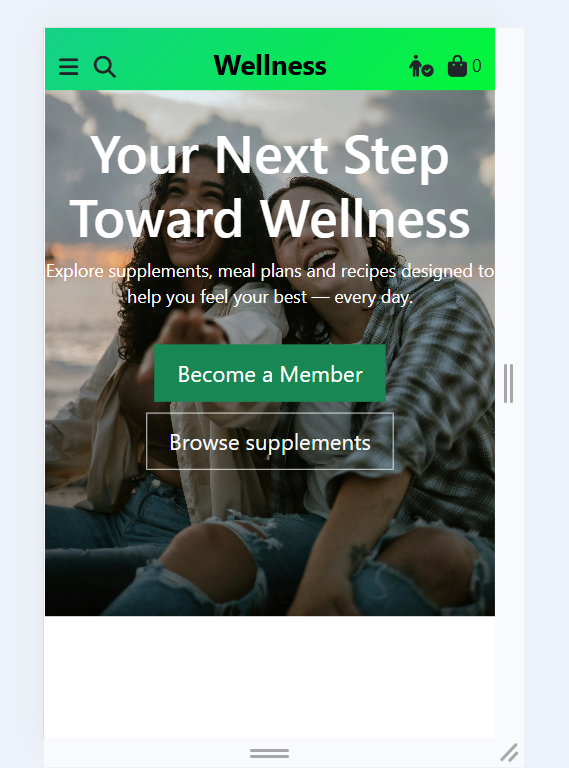 Wellness
0
Your Next Step
Toward Wellness
Explore supplements, meal plans and recipes designed to
help you feel your best — every day.
Become a Member
Browse supplements